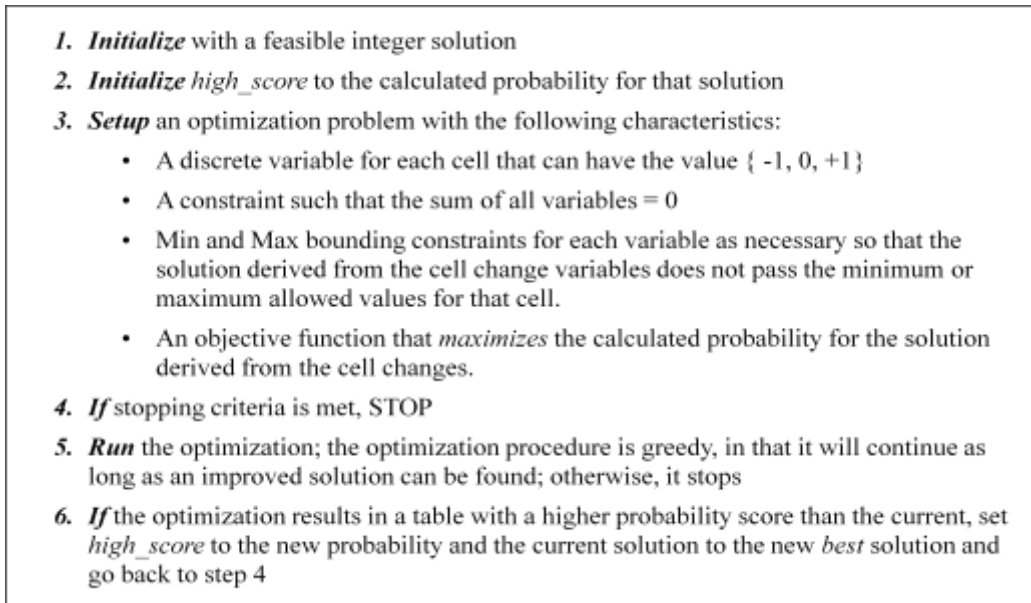 1. Initialize with a feasible integer solution
2. Initialize high_score to the calculated probability for that solution
3. Setup an optimization problem with the following characteristics:
• A discrete variable for each cell that can have the value { -1, 0, +1}
• A constraint such that the sum of all variables = 0
• Min and Max bounding constraints for each variable as necessary so that the
solution derived from the cell change variables does not pass the minimum or
maximum allowed values for that cell.
• An objective function that maximizes the calculated probability for the solution
derived from the cell changes.
4. If stopping criteria is met, STOP
5. Run the optimization; the optimization procedure is greedy, in that it will continue as
long as an improved solution can be found; otherwise, it stops
6. If the optimization results in a table with a higher probability score than the current, set
high_score to the new probability and the current solution to the new best solution and
go back to step 4